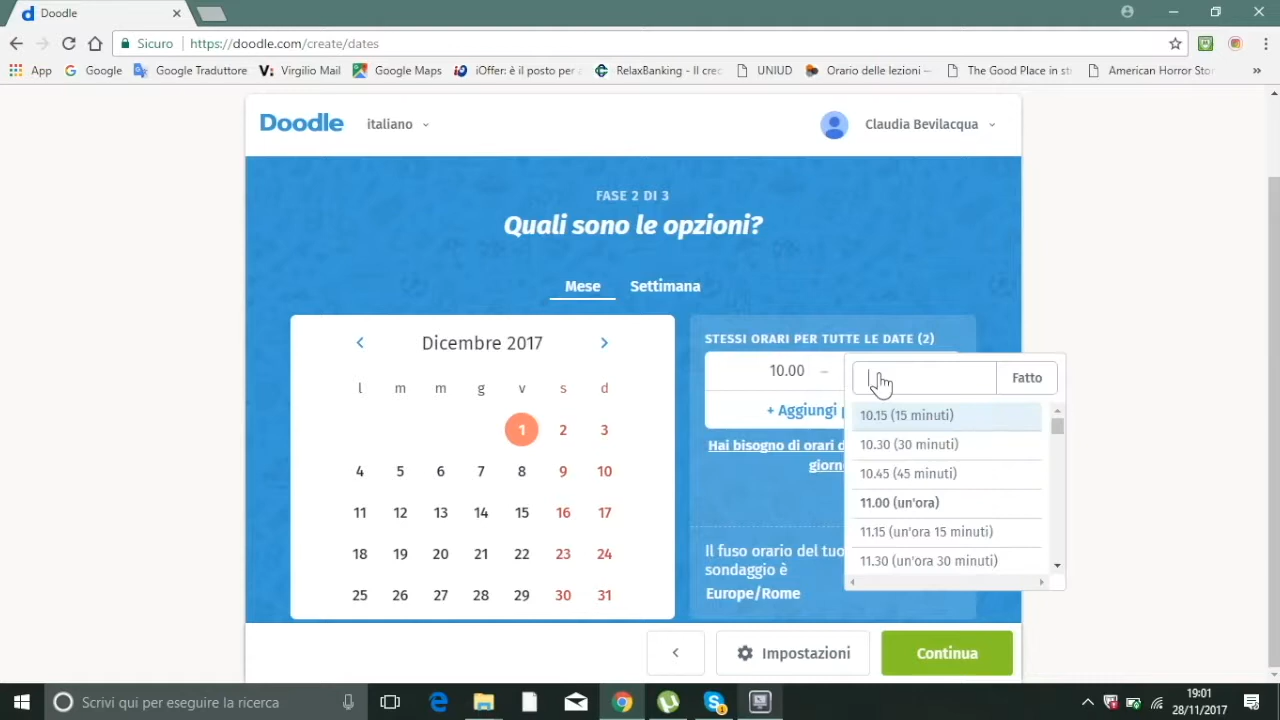 Doodle
Sicuro https://doodle.com/create/dates
App Google Google Traduttore Virgilio Mail Google Maps iOffer: è il posto per RelaxBanking - Il cre UNIUD Orario delle lezioni – The Good Place in st American Horror Stor »
Doodle italiano Claudia Bevilacqua
FASE 2 DI 3
Quali sono le opzioni?
Mese Settimana
Dicembre 2017
l m m g v s d
1 2 3
4 5 6 7 8 9 10
11 12 13 14 15 16 17
18 19 20 21 22 23 24
25 26 27 28 29 30 31
STESSI ORARI PER TUTTE LE DATE (2)
10.00 –
Fatto
+ Aggiungi
Hai bisogno di orari
giorn
10.15 (15 minuti)
10.30 (30 minuti)
10.45 (45 minuti)
11.00 (un'ora)
11.15 (un'ora 15 minuti)
11.30 (un'ora 30 minuti)
Il fuso orario del tuo
sondaggio è
Europe/Rome
< Impostazioni Continua
Scrivi qui per eseguire la ricerca
19:01
28/11/2017